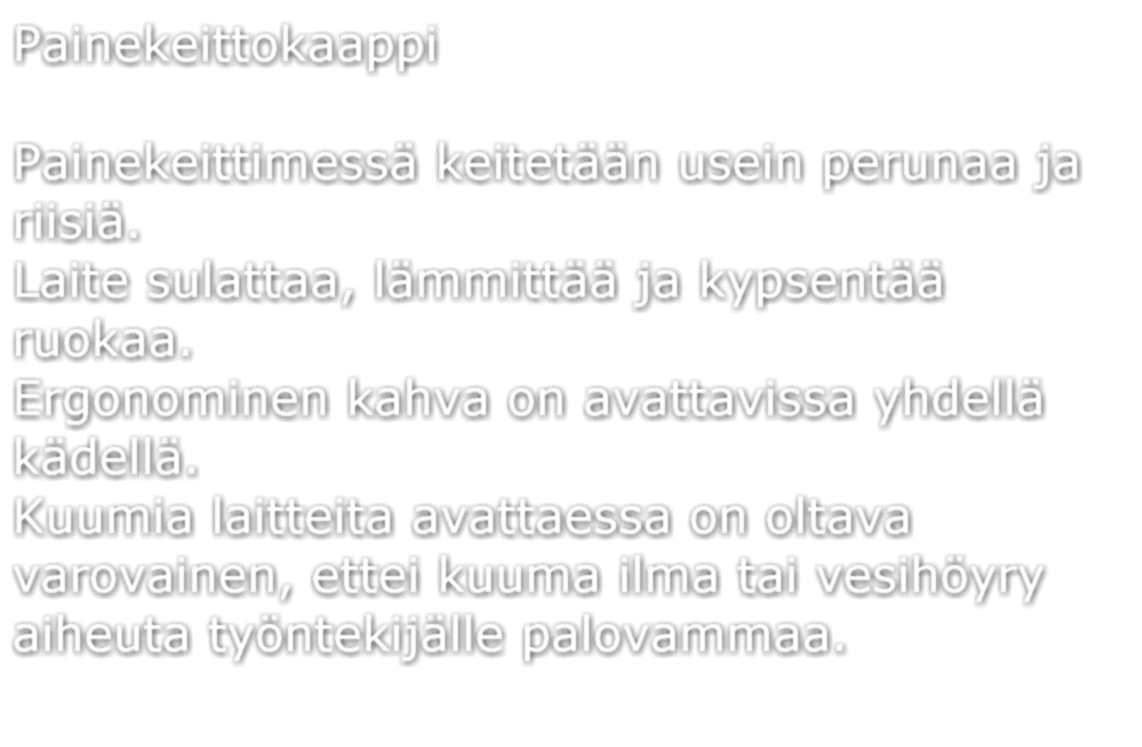 Painekeittokaappi
Painekeittimessä keitetään usein perunaa ja
riisiä.
Laite sulattaa, lämmittää ja kypsentää
ruokaa.
Ergonominen kahva on avattavissa yhdellä
kädellä.
Kuumia laitteita avattaessa on oltava
varovainen, ettei kuuma ilma tai vesihöyry
aiheuta työntekijälle palovammaa.